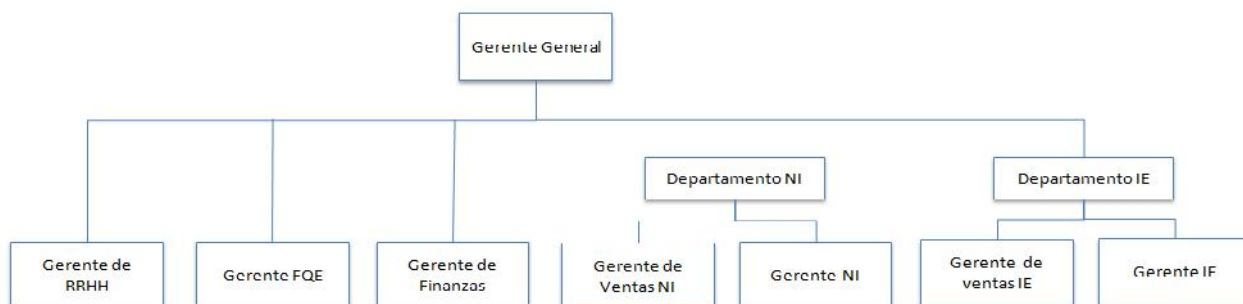 Gerente General
Departamento NI
Departamento IE
Gerente de
RRHH
Gerente FQE
Gerente de
Finanzas
Gerente de
Ventas NI
Gerente NI
Gerente de
ventas IE
Gerente IE